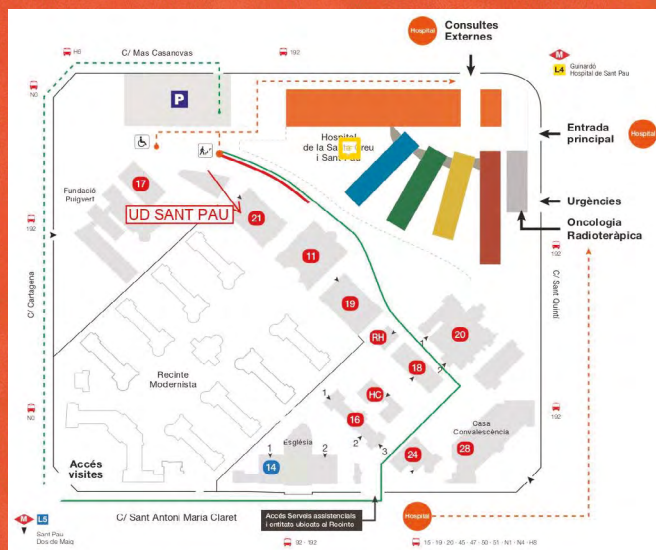 Hospital
Consultes
Externes
C/ Mas Casanovas
H6
192
M
L4
Guinardó
Hospital de Sant Pau
N0
P
Hospital
de la Santa Creu
i Sant Pau
Entrada
principal
Hospital
Fundació
Puigvert
17
UD SANT PAU
21
Urgències
Oncologia
Radioteràpica
192
11
192
C/ Cartagena
C/ Sant Quintí
19
RH
1
20
18
2
Recinte
Modernista
HC
1
16
N0
192
Casa
Convalescència
Església
2
3
1
2
14
24
28
Accés
visites
Accés Serveis assistencials
i entitats ubicats al Recinte
Hospital
M
L5
C/ Sant Antoni Maria Claret
Sant Pau
Dos de Maig
92 · 192
15 · 19 · 20 · 45 · 47 · 50 · 51 · N1 · N4 · H8